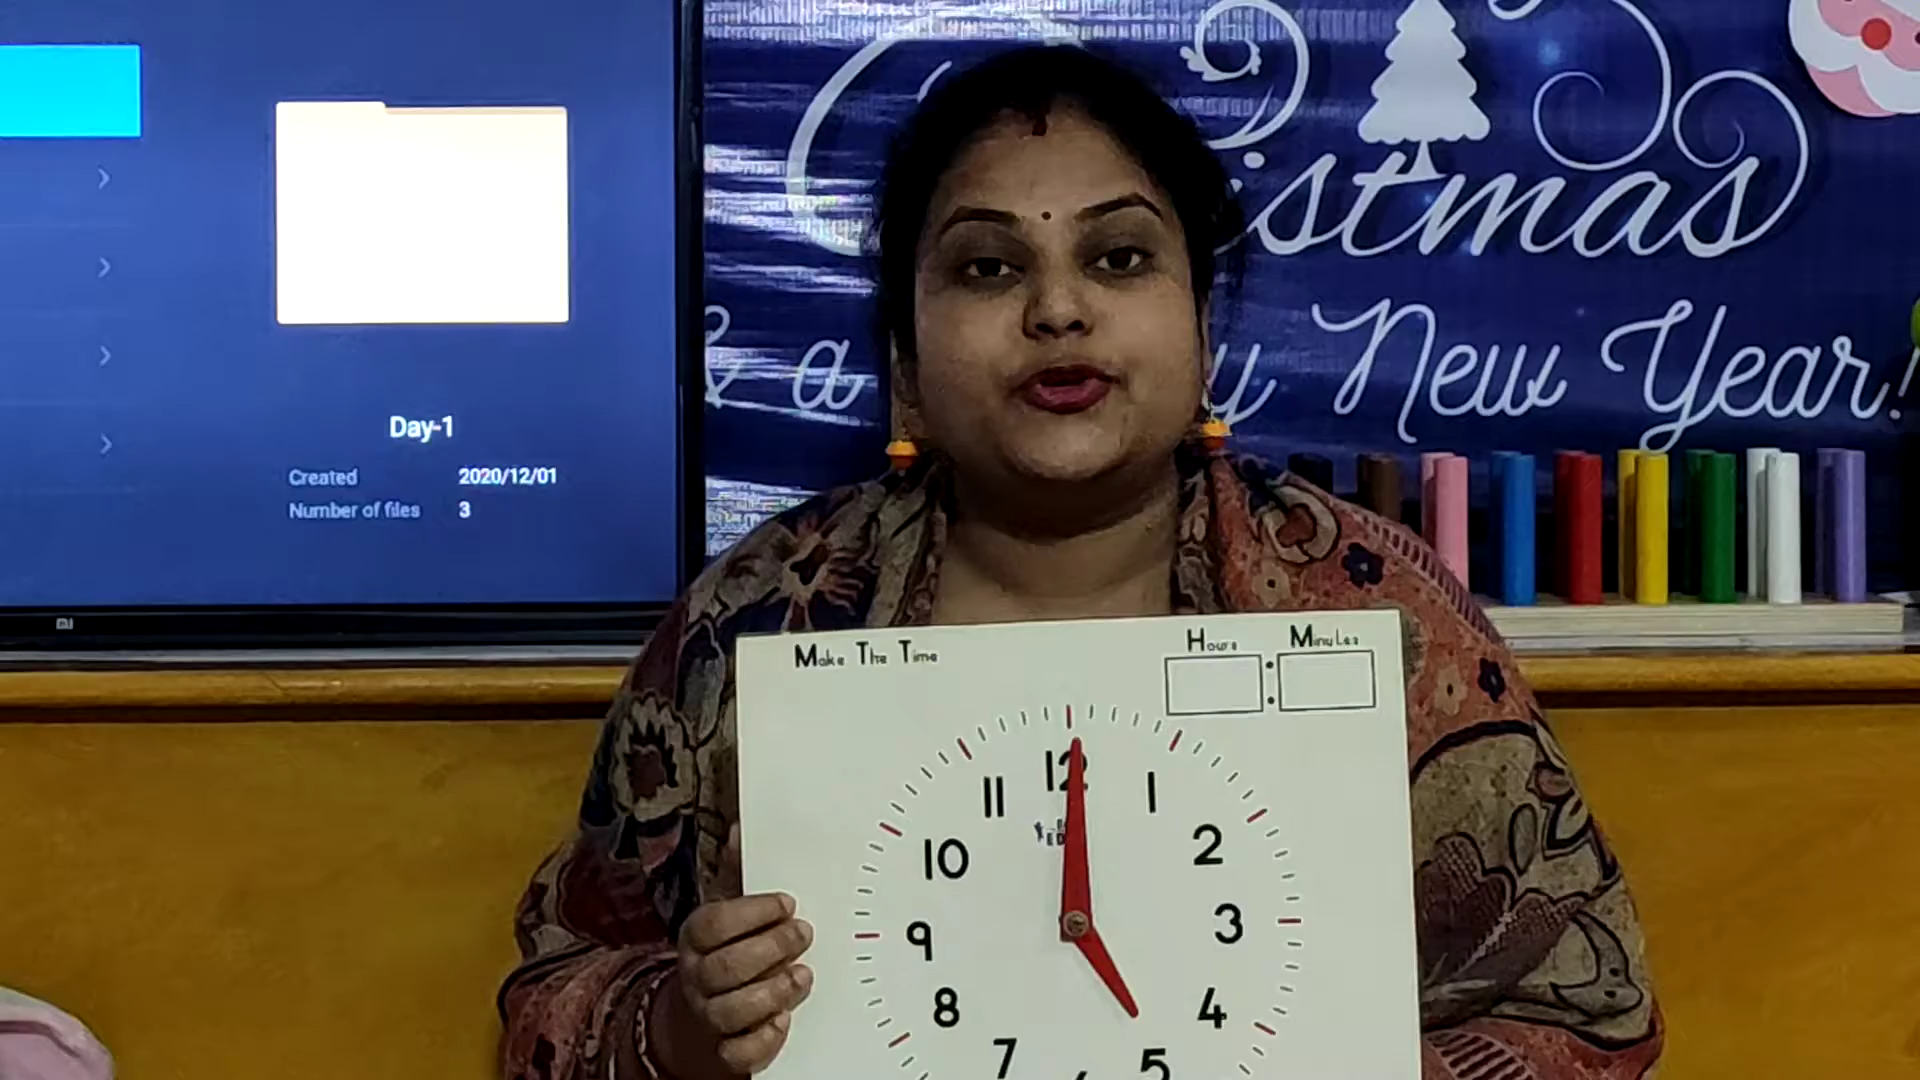 Day-1
Created 2020/12/01
Number of files 3
mi
istmas
& a y New Year!
Make The Time
Hours : Minutes
12
11 1
10 2
9 3
8 4
7 5